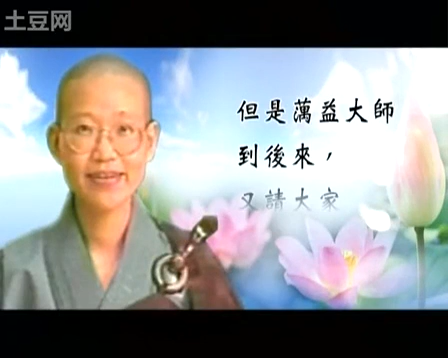 土豆网
但是蕅益大師
到後來，
又請大家